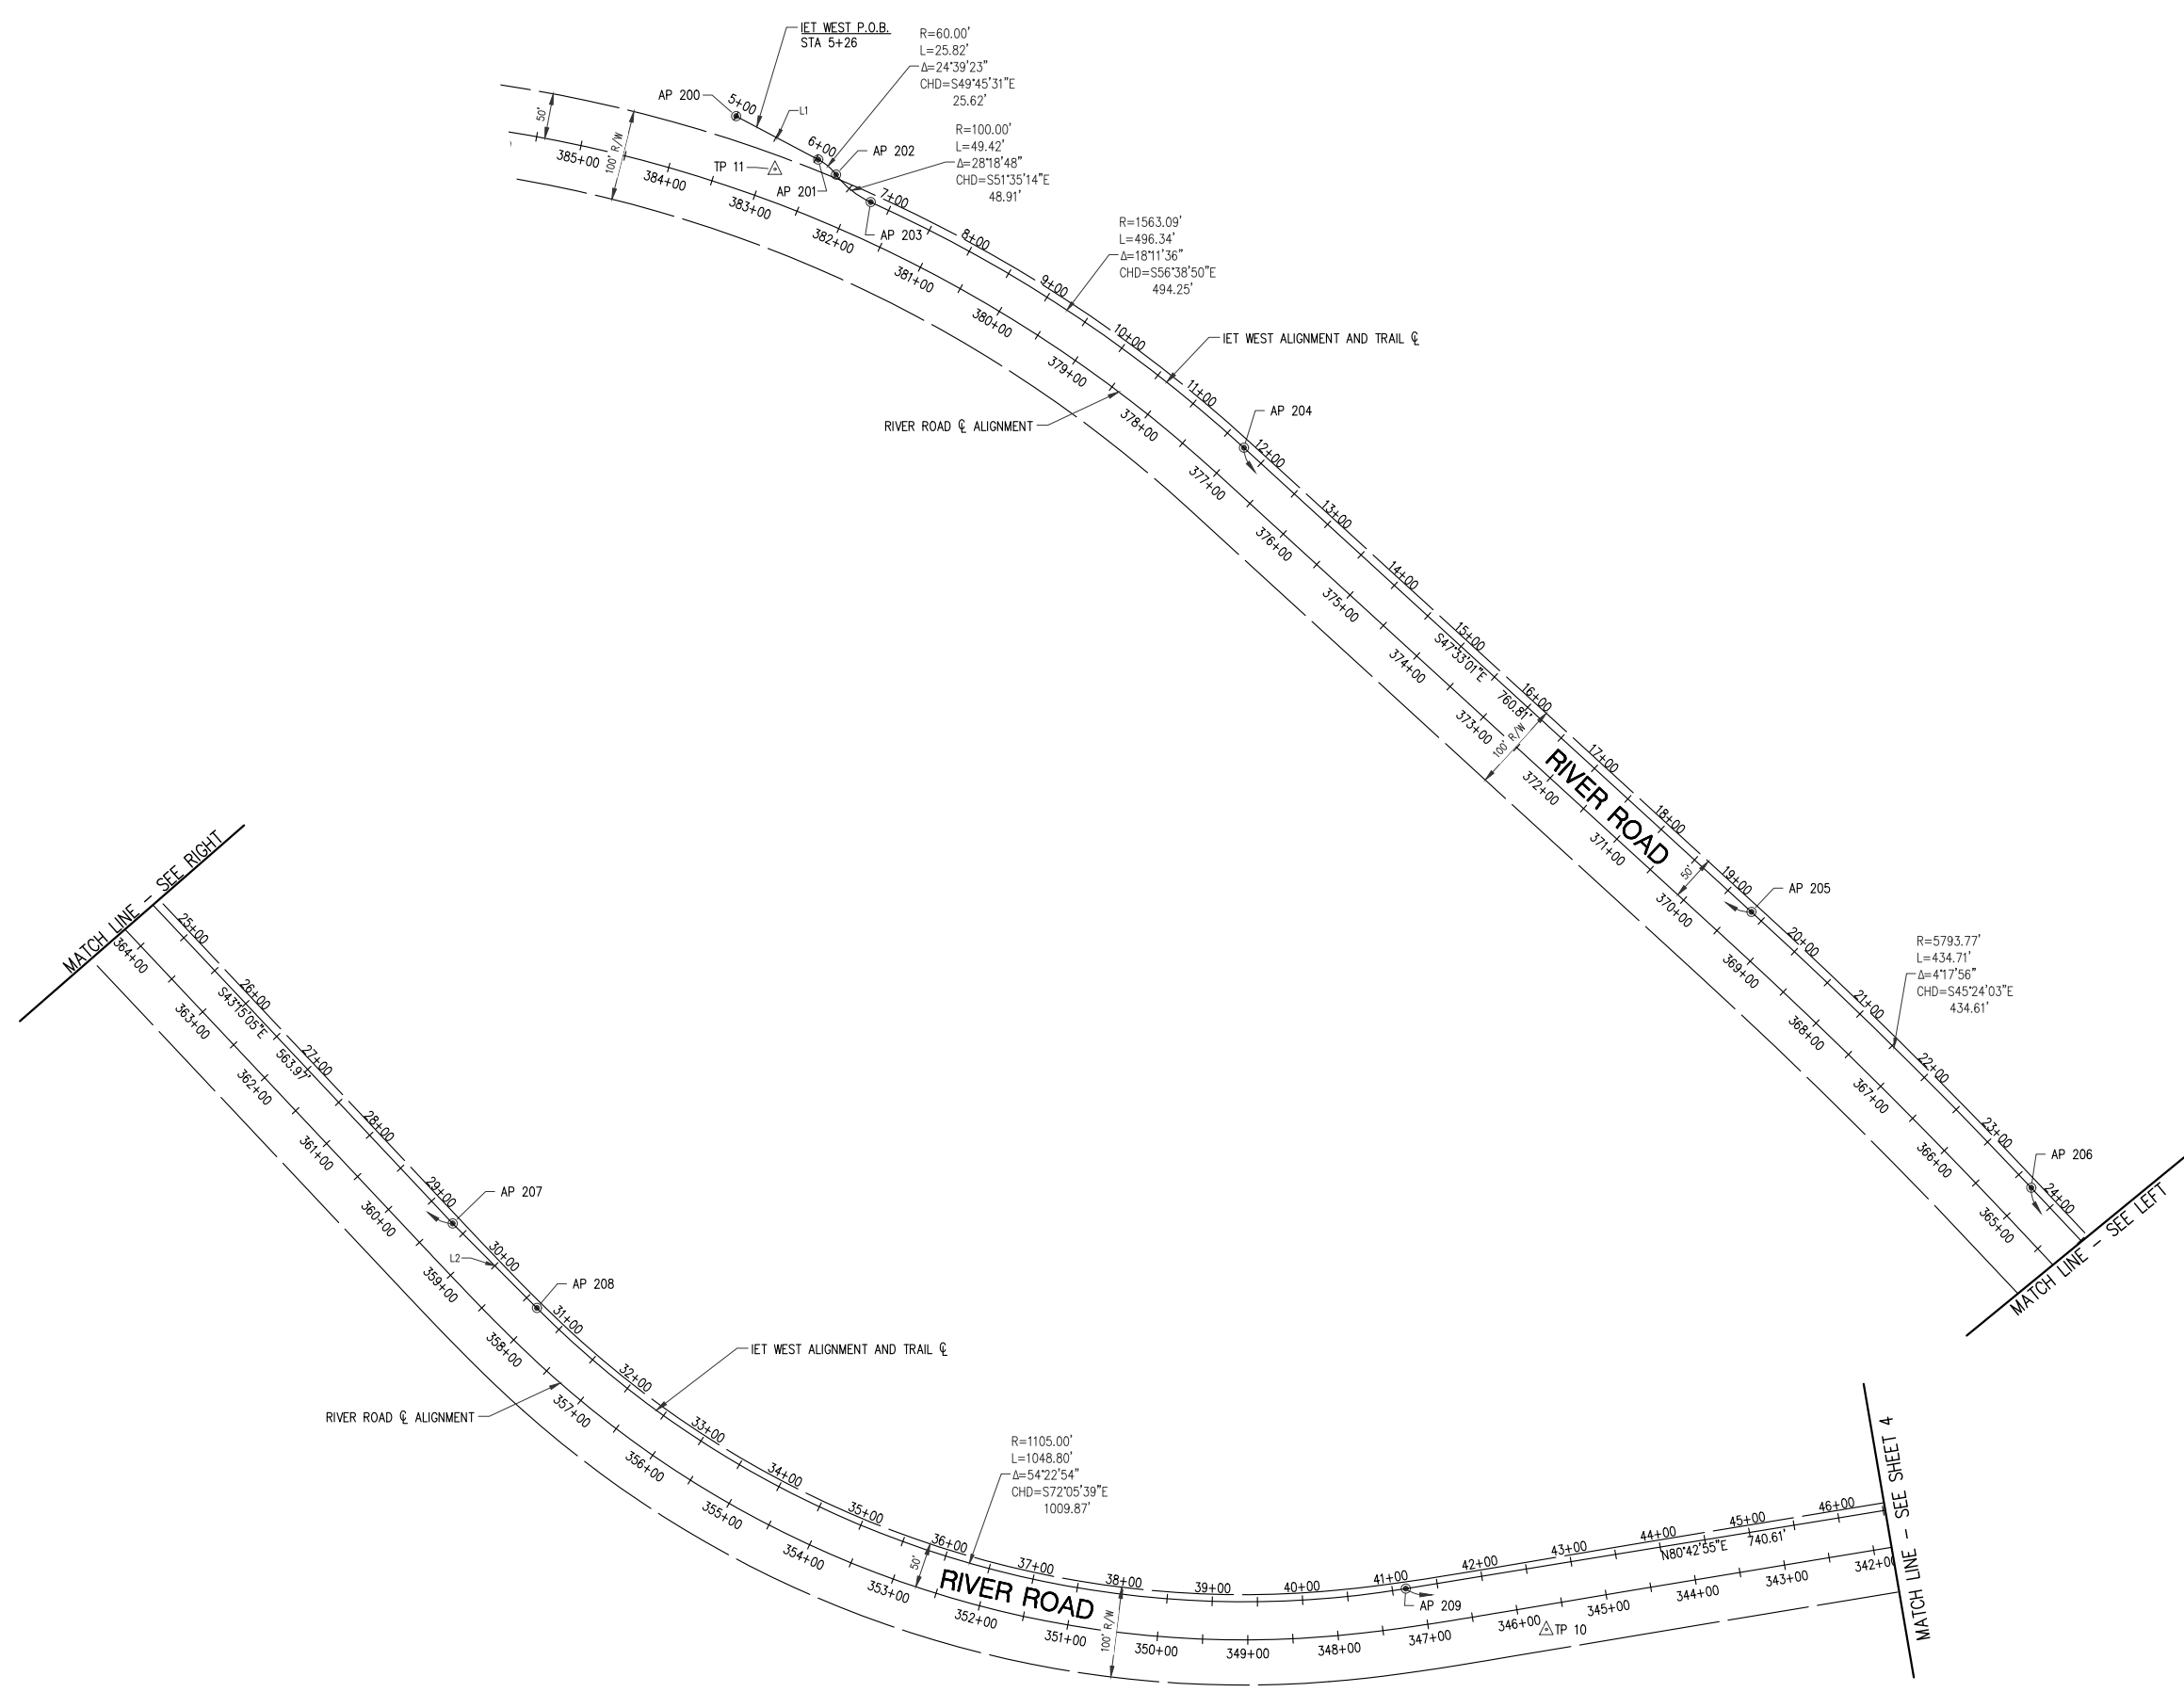 IET WEST P.O.B.
STA 5+26
R=60.00'
L=25.82'
Δ=24°39'23"
CHD=S49°45'31"E
25.62'
AP 200
5+00
L1
50'
100' R/W
6+00
AP 202
R=100.00'
L=49.42'
Δ=28°18'48"
CHD=S51°35'14"E
48.91'
TP 11
AP 201
AP 203
385+00
384+00
383+00
382+00
381+00
380+00
379+00
378+00
377+00
376+00
375+00
374+00
373+00
372+00
371+00
370+00
369+00
368+00
367+00
366+00
365+00
7+00
8+00
9+00
10+00
11+00
12+00
13+00
14+00
15+00
16+00
17+00
18+00
19+00
20+00
21+00
22+00
23+00
24+00
R=1563.09'
L=496.34'
Δ=18°11'36"
CHD=S56°38'50"E
494.25'
IET WEST ALIGNMENT AND TRAIL ℄
RIVER ROAD ℄ ALIGNMENT
AP 204
S47°33'01"E
760.81'
100' R/W
RIVER ROAD
50'
AP 205
R=5793.77'
L=434.71'
Δ=4°17'56"
CHD=S45°24'03"E
434.61'
AP 206
MATCH LINE - SEE LEFT
MATCH LINE - SEE RIGHT
25+00
26+00
27+00
28+00
29+00
30+00
31+00
32+00
33+00
34+00
35+00
36+00
37+00
38+00
39+00
40+00
41+00
42+00
43+00
44+00
45+00
46+00
S43°15'05"E
563.97'
364+00
363+00
362+00
361+00
360+00
359+00
358+00
357+00
356+00
355+00
354+00
353+00
352+00
351+00
350+00
349+00
348+00
347+00
346+00
345+00
344+00
343+00
342+00
AP 207
L2
AP 208
IET WEST ALIGNMENT AND TRAIL ℄
RIVER ROAD ℄ ALIGNMENT
R=1105.00'
L=1048.80'
Δ=54°22'54"
CHD=S72°05'39"E
1009.87'
50'
RIVER ROAD
100' R/W
AP 209
TP 10
N80°42'55"E
740.61'
MATCH LINE - SEE SHEET 4